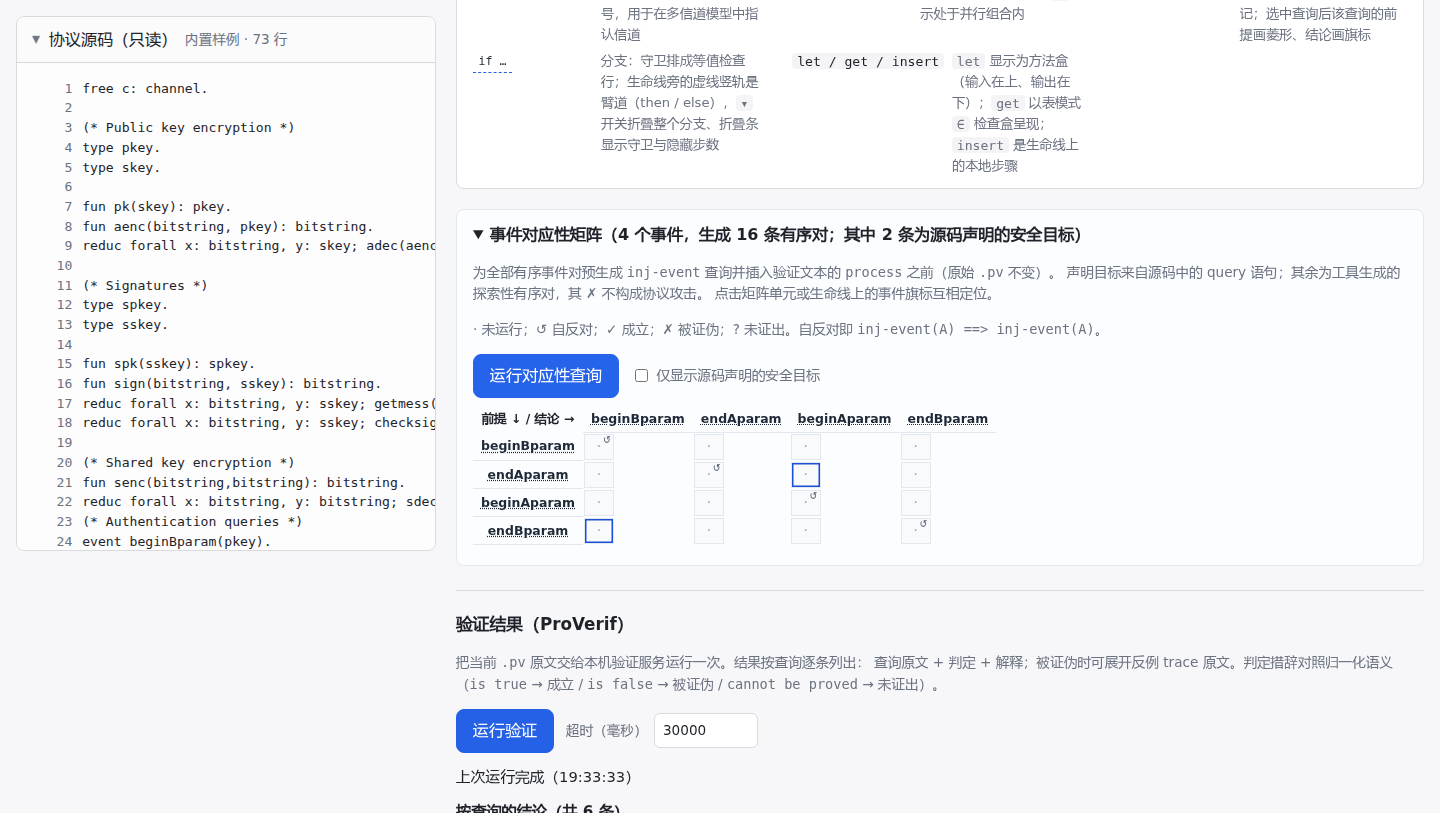 ▼ 协议源码（只读） 内置样例 · 73 行
1 free c: channel.
2
3 (* Public key encryption *)
4 type pkey.
5 type skey.
6
7 fun pk(skey): pkey.
8 fun aenc(bitstring, pkey): bitstring.
9 reduc forall x: bitstring, y: skey; adec(aenc
10
11 (* Signatures *)
12 type spkey.
13 type sskey.
14
15 fun spk(sskey): spkey.
16 fun sign(bitstring, sskey): bitstring.
17 reduc forall x: bitstring, y: sskey; getmess(
18 reduc forall x: bitstring, y: sskey; checksig
19
20 (* Shared key encryption *)
21 fun senc(bitstring,bitstring): bitstring.
22 reduc forall x: bitstring, y: bitstring; sdec
23 (* Authentication queries *)
24 event beginBparam(pkey).
号，用于在多信道模型中指
认信道
示处于并行组合内
记；选中查询后该查询的前
提画菱形、结论画旗标
if …
分支：守卫排成等值检查
行；生命线旁的虚线竖轨是
臂道（then / else），▾
开关折叠整个分支、折叠条
显示守卫与隐藏步数
let / get / insert
let 显示为方法盒
（输入在上、输出在
下）；get 以表模式
∈ 检查盒呈现；
insert 是生命线上
的本地步骤
▼ 事件对应性矩阵（4 个事件，生成 16 条有序对；其中 2 条为源码声明的安全目标）
为全部有序事件对预生成 inj-event 查询并插入验证文本的 process 之前（原始 .pv 不变）。 声明目标来自源码中的 query 语句；其余为工具生成的
探索性有序对，其 ✗ 不构成协议攻击。 点击矩阵单元或生命线上的事件旗标互相定位。
· 未运行；↺ 自反对；✓ 成立；✗ 被证伪；? 未证出。自反对即 inj-event(A) ==> inj-event(A)。
运行对应性查询 仅显示源码声明的安全目标
前提 ↓ / 结论 → beginBparam endAparam beginAparam endBparam
beginBparam · ↺ · · ·
endAparam · · ↺ · ·
beginAparam · · · ↺ ·
endBparam · · · · ↺
验证结果（ProVerif）
把当前 .pv 原文交给本机验证服务运行一次。结果按查询逐条列出： 查询原文 + 判定 + 解释；被证伪时可展开反例 trace 原文。判定措辞对照归一化语义
（is true → 成立 / is false → 被证伪 / cannot be proved → 未证出）。
运行验证 超时（毫秒） 30000
上次运行完成（19:33:33）
按查询的结论（共 6 条）